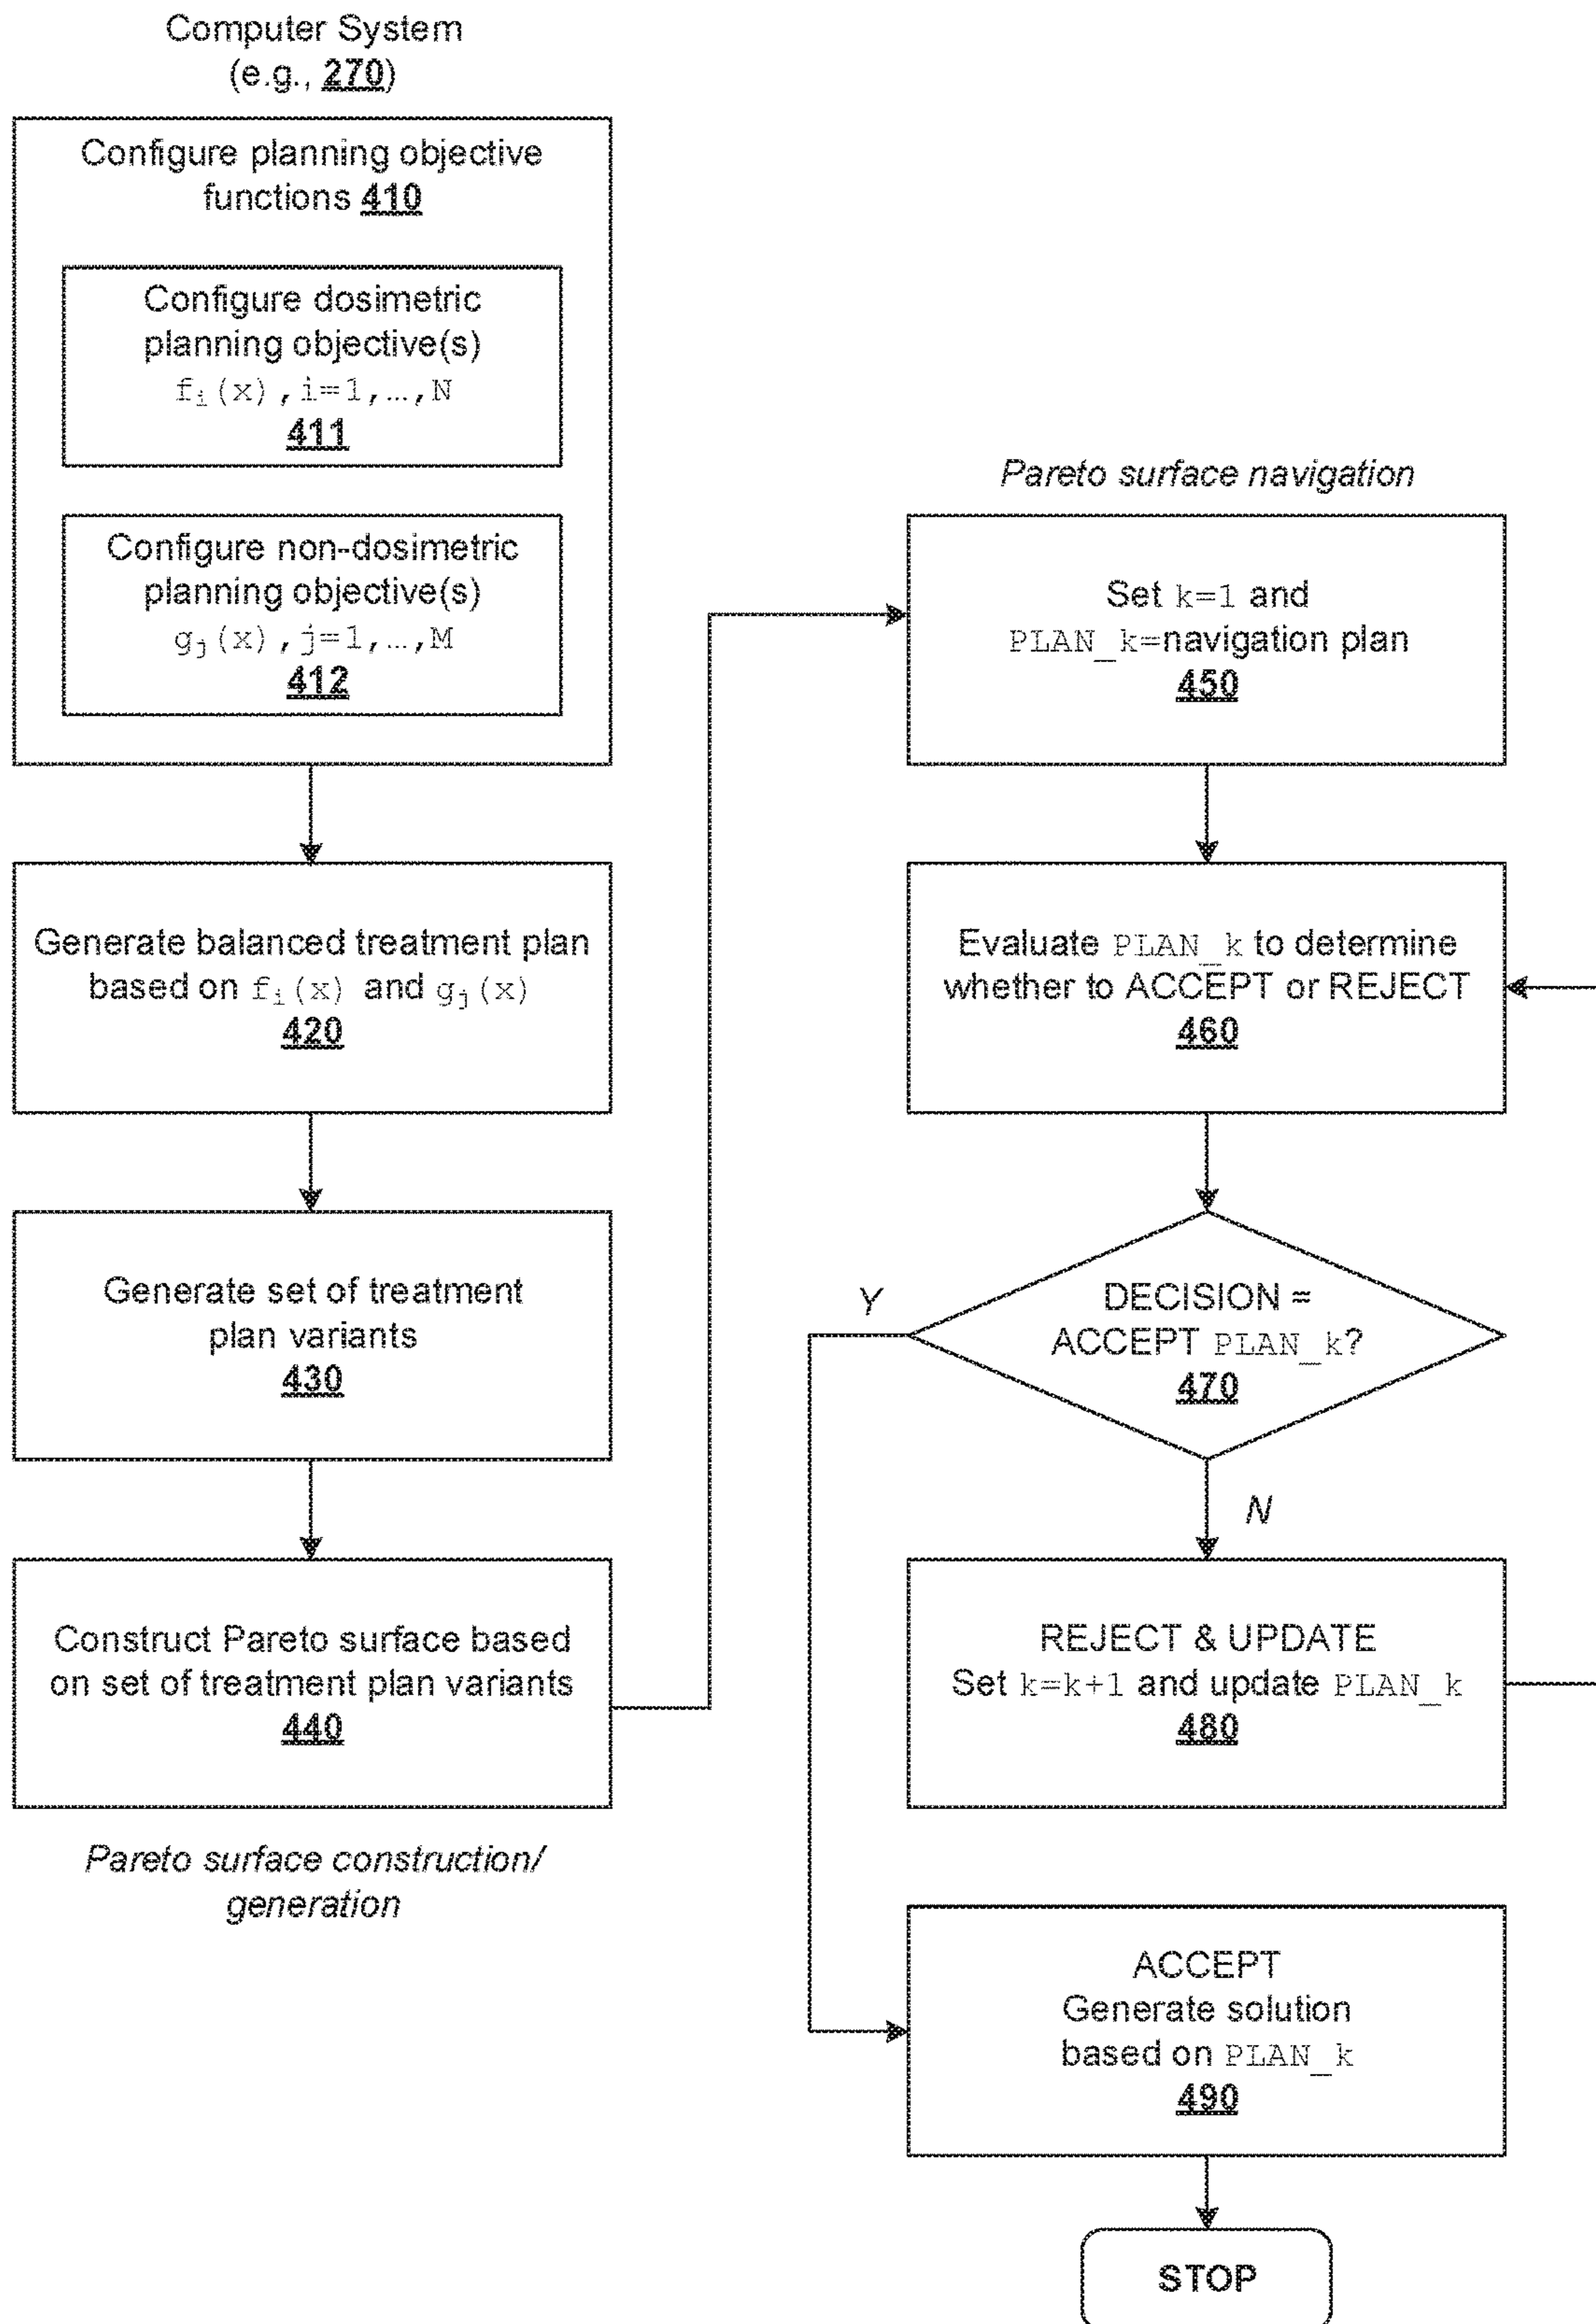 Computer System
(e.g., 270)
Configure planning objective
functions 410
Configure dosimetric
planning objective(s)
fᵢ(x),i=1,…,N
411
Configure non-dosimetric
planning objective(s)
gⱼ(x),j=1,…,M
412
Generate balanced treatment plan
based on fᵢ(x) and gⱼ(x)
420
Generate set of treatment
plan variants
430
Construct Pareto surface based
on set of treatment plan variants
440
Pareto surface construction/
generation
Pareto surface navigation
Set k=1 and
PLAN_k=navigation plan
450
Evaluate PLAN_k to determine
whether to ACCEPT or REJECT
460
DECISION =
ACCEPT PLAN_k?
470
Y
N
REJECT & UPDATE
Set k=k+1 and update PLAN_k
480
ACCEPT
Generate solution
based on PLAN_k
490
STOP